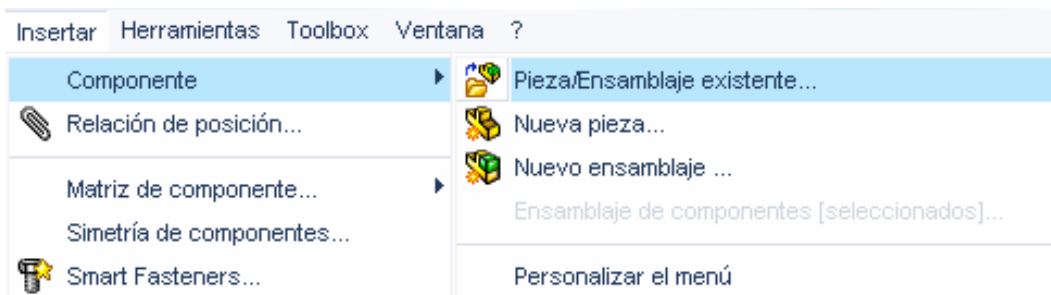 Insertar Herramientas Toolbox Ventana ?
Componente
Relación de posición...
Matriz de componente...
Simetría de componentes...
Smart Fasteners...
Pieza/Ensamblaje existente...
Nueva pieza...
Nuevo ensamblaje ...
Ensamblaje de componentes [seleccionados]...
Personalizar el menú